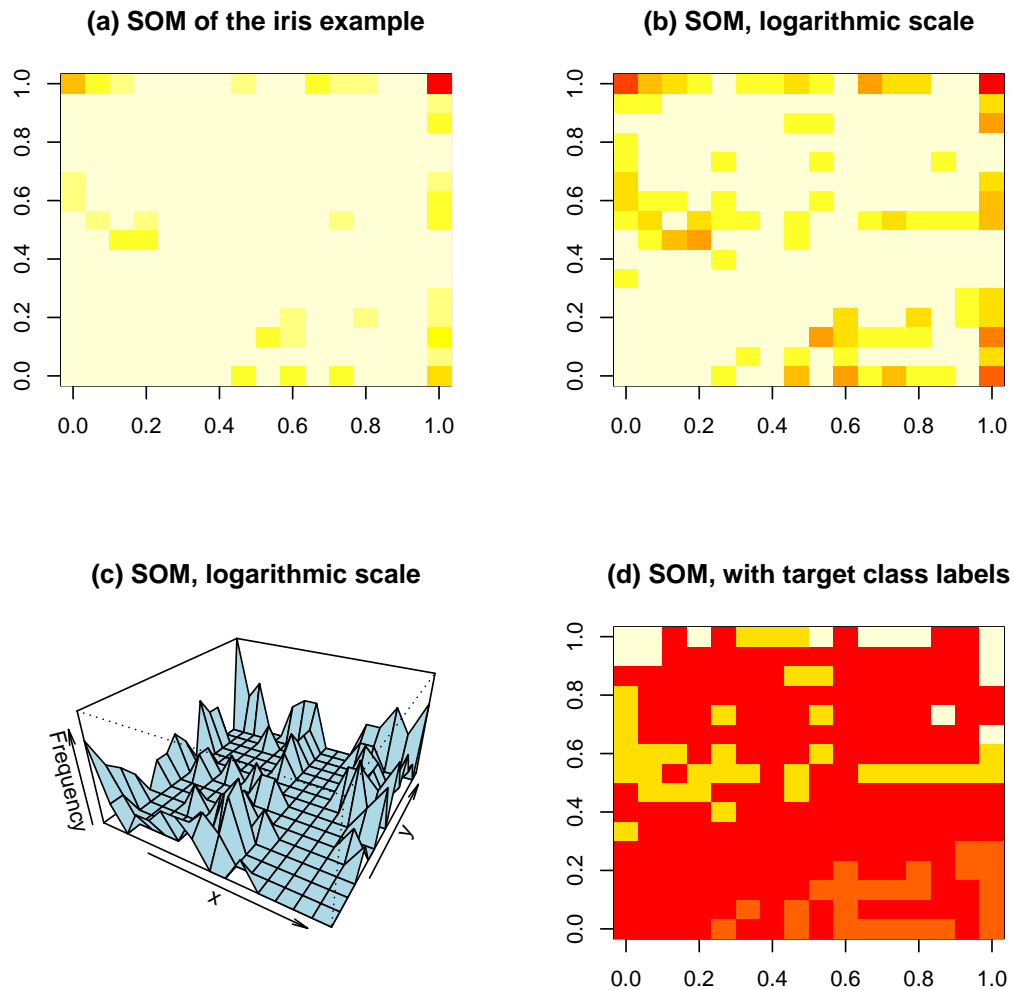 (a) SOM of the iris example
1.0
0.8
0.6
0.4
0.2
0.0
0.0 0.2 0.4 0.6 0.8 1.0
(b) SOM, logarithmic scale
1.0
0.8
0.6
0.4
0.2
0.0
0.0 0.2 0.4 0.6 0.8 1.0
(c) SOM, logarithmic scale
Frequency
x
y
(d) SOM, with target class labels
1.0
0.8
0.6
0.4
0.2
0.0
0.0 0.2 0.4 0.6 0.8 1.0